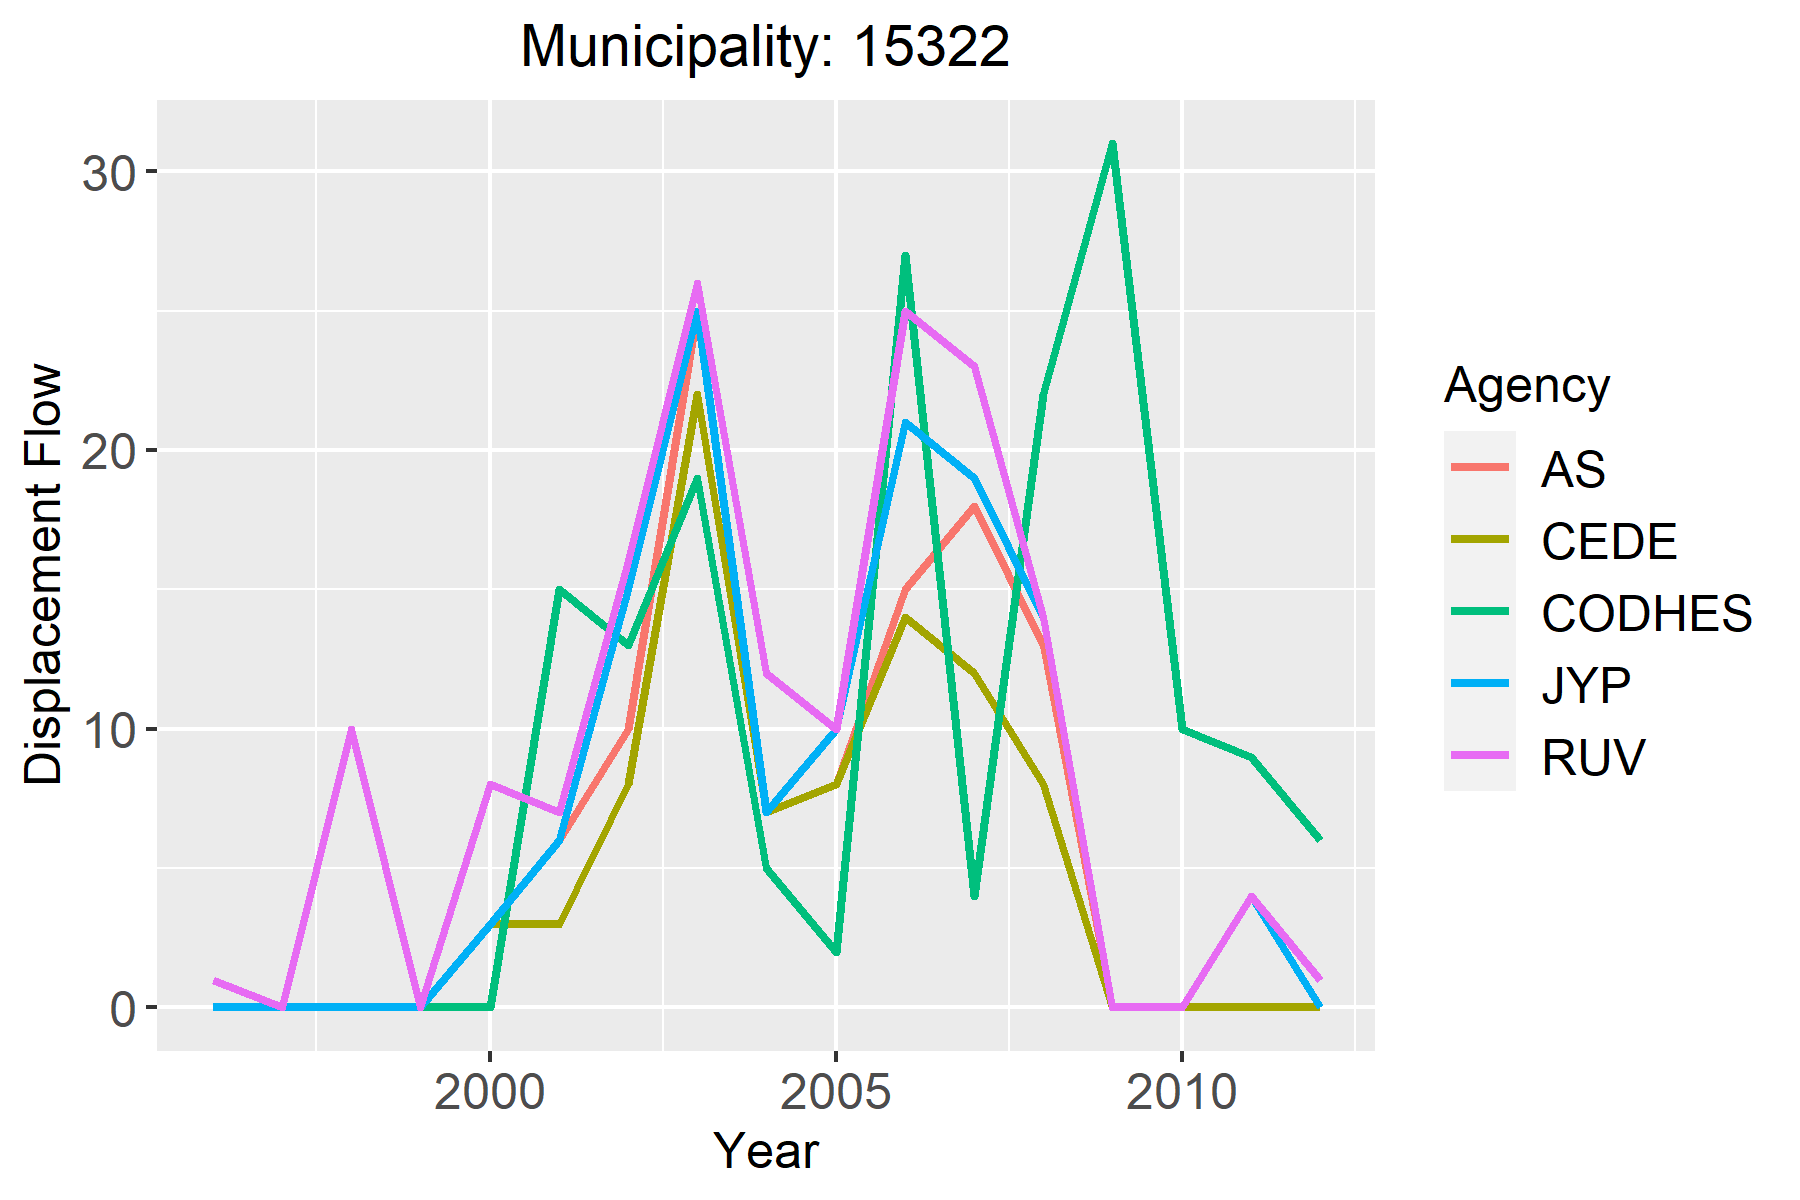 Municipality: 15322
30
20
10
0
Displacement Flow
2000 2005 2010
Year
Agency
AS
CEDE
CODHES
JYP
RUV